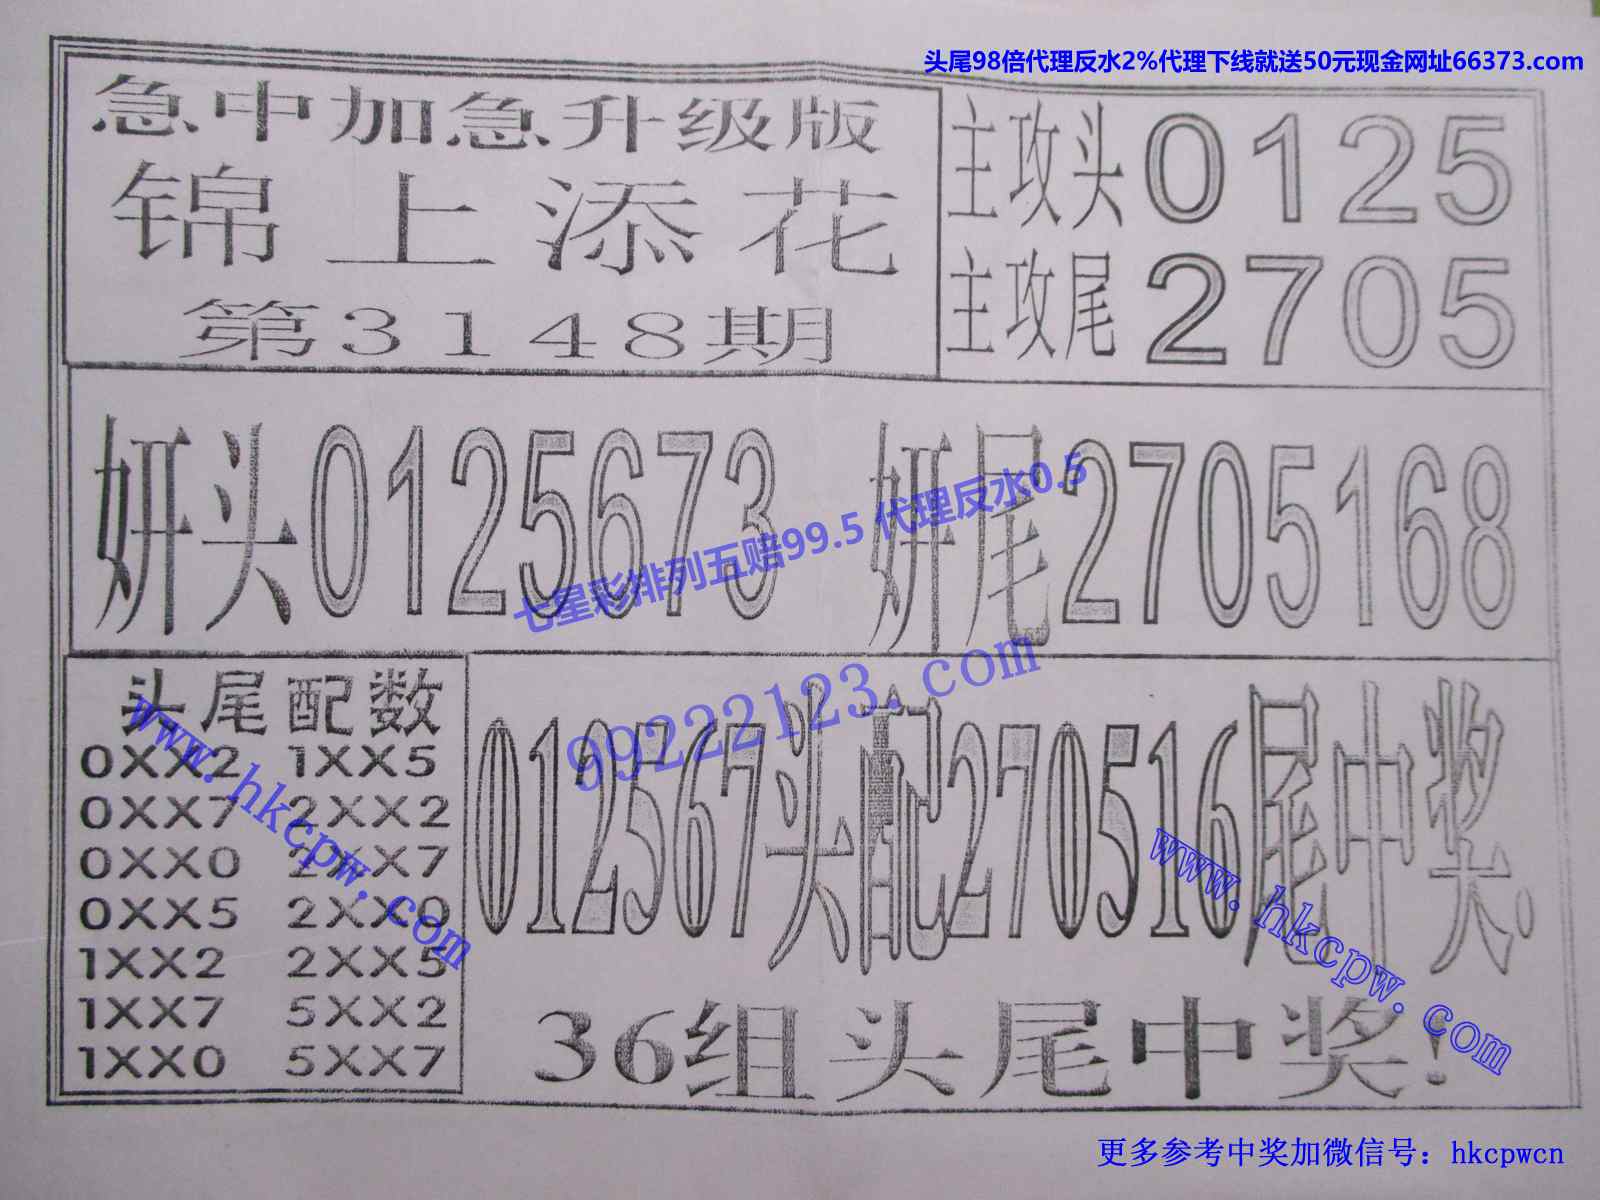 头尾98倍代理反水2%代理下线就送50元现金网址66373.com
急中加急升级版
锦上添花
第3148期
主攻头0125
主攻尾2705
妍头0125673
妍尾2705168
七星彩排列五赔99.5 代理反水0.5
99222123.com
头尾配数
0XX2 1XX5
0XX7 2XX2
0XX0 2XX7
0XX5 2XX0
1XX2 2XX5
1XX7 5XX2
1XX0 5XX7
www.hkcpw.com
012567头配270516尾中奖.
www.hkcpw.com
36组头尾中奖!
更多参考中奖加微信号：hkcpwcn